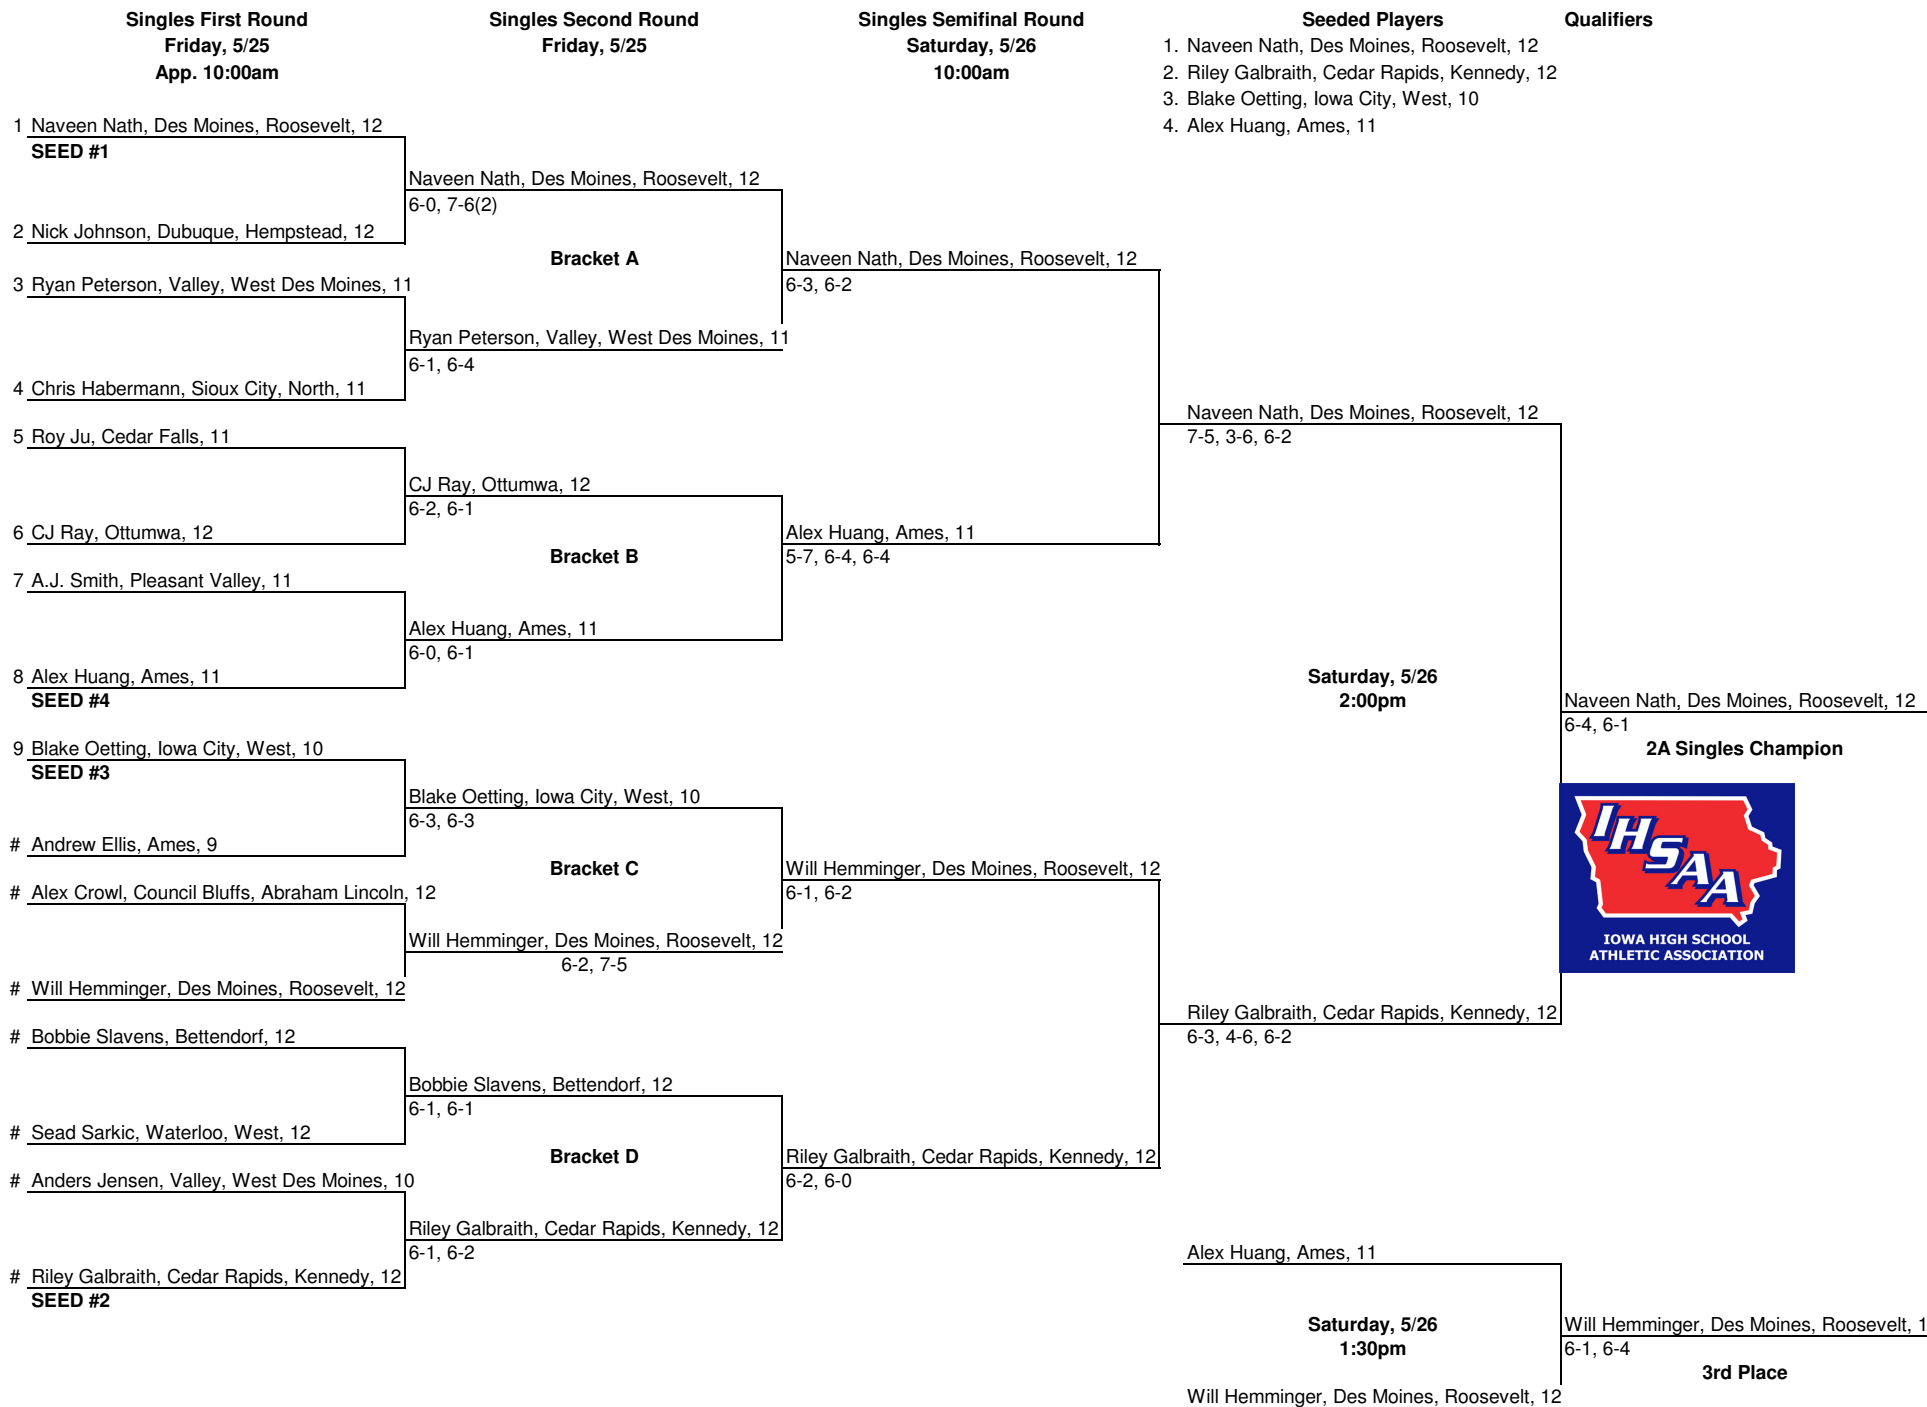 Singles First Round
Friday, 5/25
App. 10:00am
Singles Second Round
Friday, 5/25
Singles Semifinal Round
Saturday, 5/26
10:00am
Seeded Players
1. Naveen Nath, Des Moines, Roosevelt, 12
2. Riley Galbraith, Cedar Rapids, Kennedy, 12
3. Blake Oetting, Iowa City, West, 10
4. Alex Huang, Ames, 11
Qualifiers
1 Naveen Nath, Des Moines, Roosevelt, 12
SEED #1
2 Nick Johnson, Dubuque, Hempstead, 12
3 Ryan Peterson, Valley, West Des Moines, 11
4 Chris Habermann, Sioux City, North, 11
5 Roy Ju, Cedar Falls, 11
6 CJ Ray, Ottumwa, 12
7 A.J. Smith, Pleasant Valley, 11
8 Alex Huang, Ames, 11
SEED #4
9 Blake Oetting, Iowa City, West, 10
SEED #3
# Andrew Ellis, Ames, 9
# Alex Crowl, Council Bluffs, Abraham Lincoln, 12
# Will Hemminger, Des Moines, Roosevelt, 12
# Bobbie Slavens, Bettendorf, 12
# Sead Sarkic, Waterloo, West, 12
# Anders Jensen, Valley, West Des Moines, 10
# Riley Galbraith, Cedar Rapids, Kennedy, 12
SEED #2
Naveen Nath, Des Moines, Roosevelt, 12
6-0, 7-6(2)
Bracket A
Ryan Peterson, Valley, West Des Moines, 11
6-1, 6-4
CJ Ray, Ottumwa, 12
6-2, 6-1
Bracket B
Alex Huang, Ames, 11
6-0, 6-1
Blake Oetting, Iowa City, West, 10
6-3, 6-3
Bracket C
Will Hemminger, Des Moines, Roosevelt, 12
6-2, 7-5
Bobbie Slavens, Bettendorf, 12
6-1, 6-1
Bracket D
Riley Galbraith, Cedar Rapids, Kennedy, 12
6-1, 6-2
Naveen Nath, Des Moines, Roosevelt, 12
6-3, 6-2
Alex Huang, Ames, 11
5-7, 6-4, 6-4
Will Hemminger, Des Moines, Roosevelt, 12
6-1, 6-2
Riley Galbraith, Cedar Rapids, Kennedy, 12
6-2, 6-0
Naveen Nath, Des Moines, Roosevelt, 12
7-5, 3-6, 6-2
Saturday, 5/26
2:00pm
Riley Galbraith, Cedar Rapids, Kennedy, 12
6-3, 4-6, 6-2
Naveen Nath, Des Moines, Roosevelt, 12
6-4, 6-1
2A Singles Champion
IHSAA
IOWA HIGH SCHOOL
ATHLETIC ASSOCIATION
Alex Huang, Ames, 11
Saturday, 5/26
1:30pm
Will Hemminger, Des Moines, Roosevelt, 12
Will Hemminger, Des Moines, Roosevelt, 1
6-1, 6-4
3rd Place